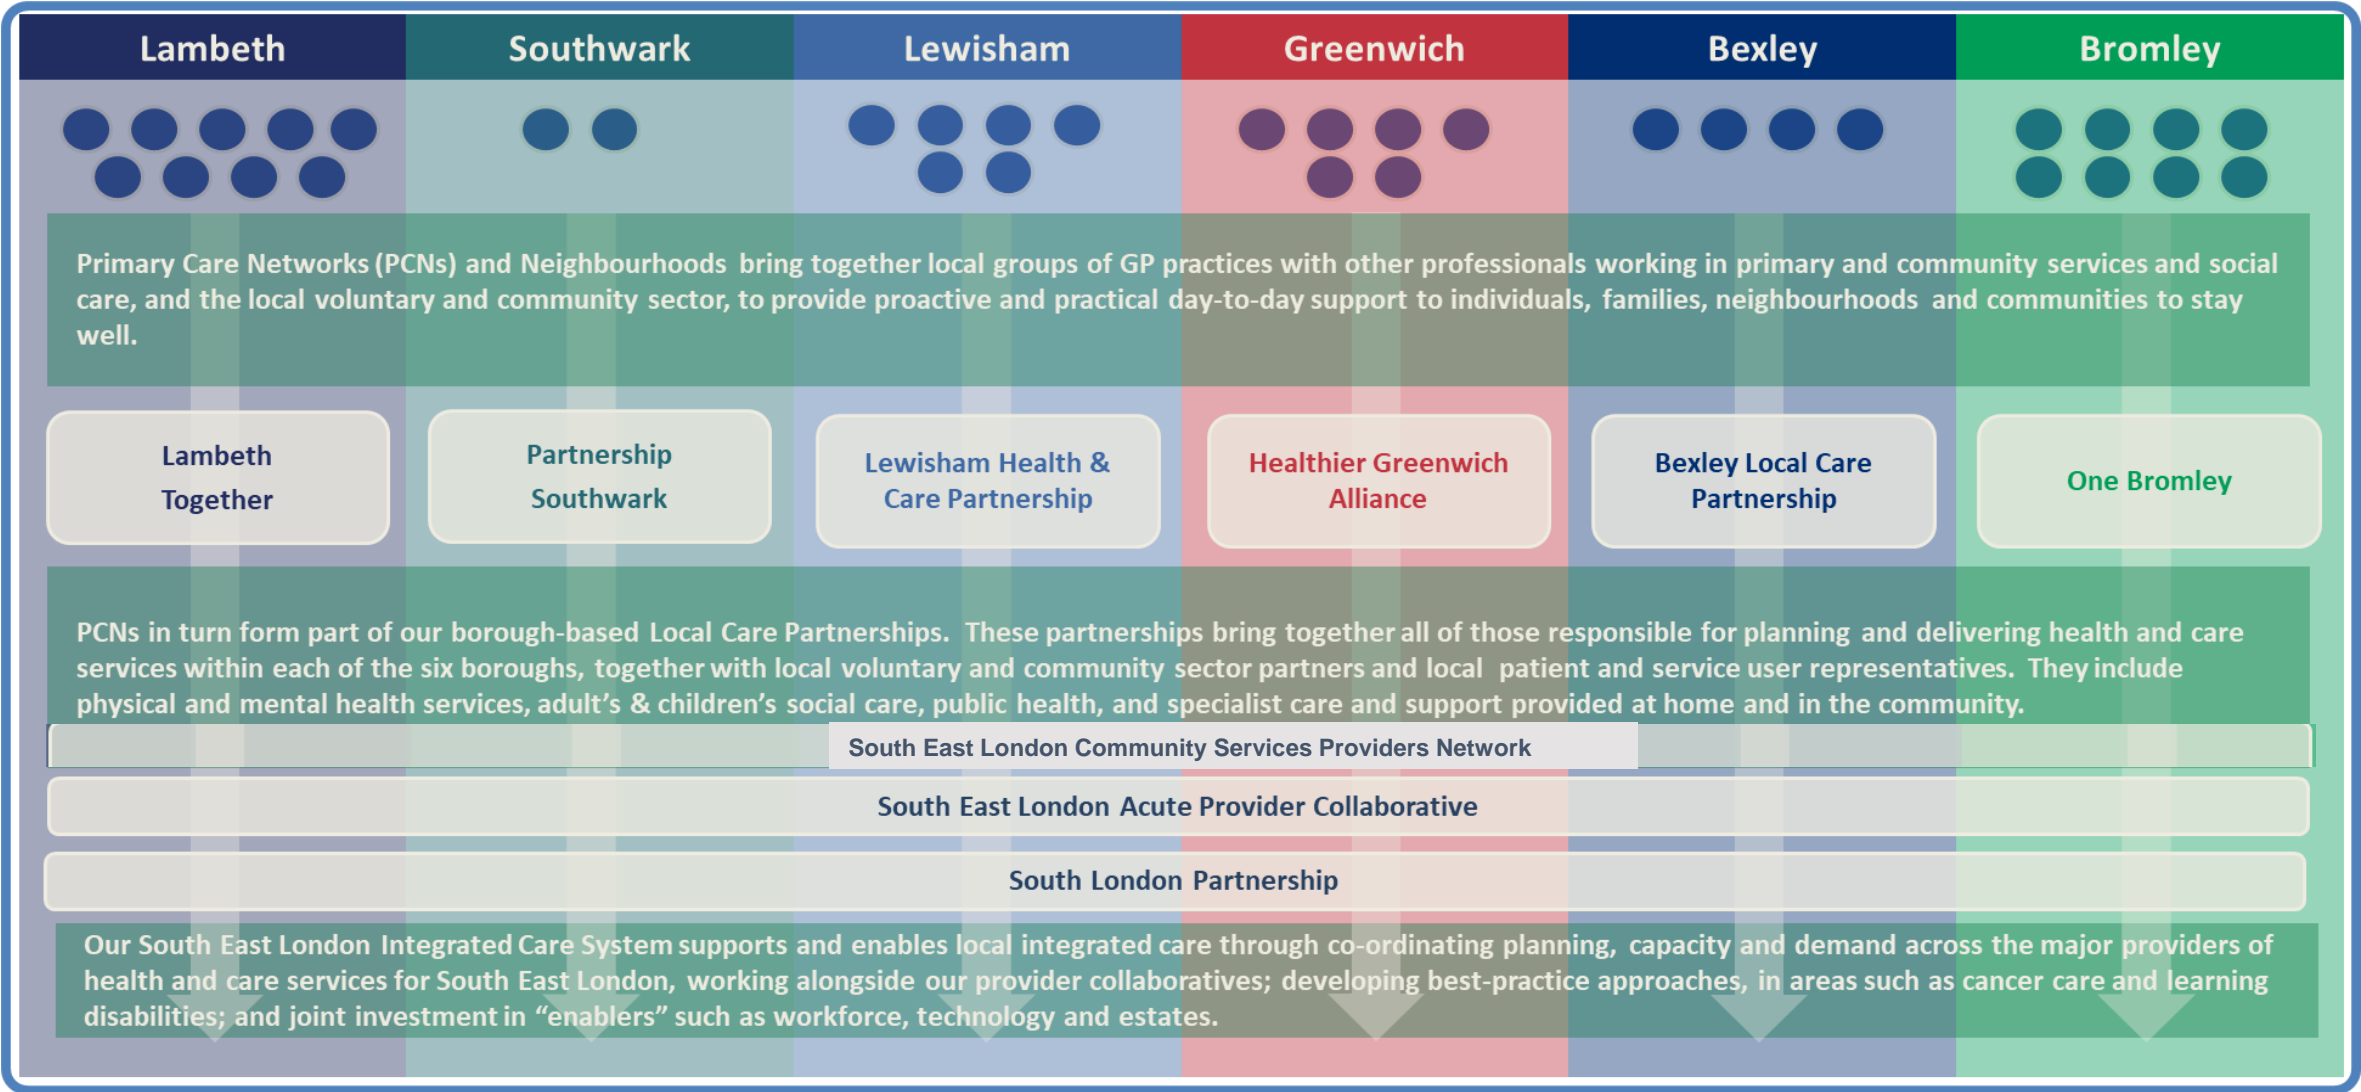 Lambeth
Southwark
Lewisham
Greenwich
Bexley
Bromley
Primary Care Networks (PCNs) and Neighbourhoods bring together local groups of GP practices with other professionals working in primary and community services and social
care, and the local voluntary and community sector, to provide proactive and practical day-to-day support to individuals, families, neighbourhoods and communities to stay
well.
Lambeth
Together
Partnership
Southwark
Lewisham Health &
Care Partnership
Healthier Greenwich
Alliance
Bexley Local Care
Partnership
One Bromley
PCNs in turn form part of our borough-based Local Care Partnerships. These partnerships bring together all of those responsible for planning and delivering health and care
services within each of the six boroughs, together with local voluntary and community sector partners and local patient and service user representatives. They include
physical and mental health services, adult’s & children’s social care, public health, and specialist care and support provided at home and in the community.
South East London Community Services Providers Network
South East London Acute Provider Collaborative
South London Partnership
Our South East London Integrated Care System supports and enables local integrated care through co-ordinating planning, capacity and demand across the major providers of
health and care services for South East London, working alongside our provider collaboratives; developing best-practice approaches, in areas such as cancer care and learning
disabilities; and joint investment in “enablers” such as workforce, technology and estates.